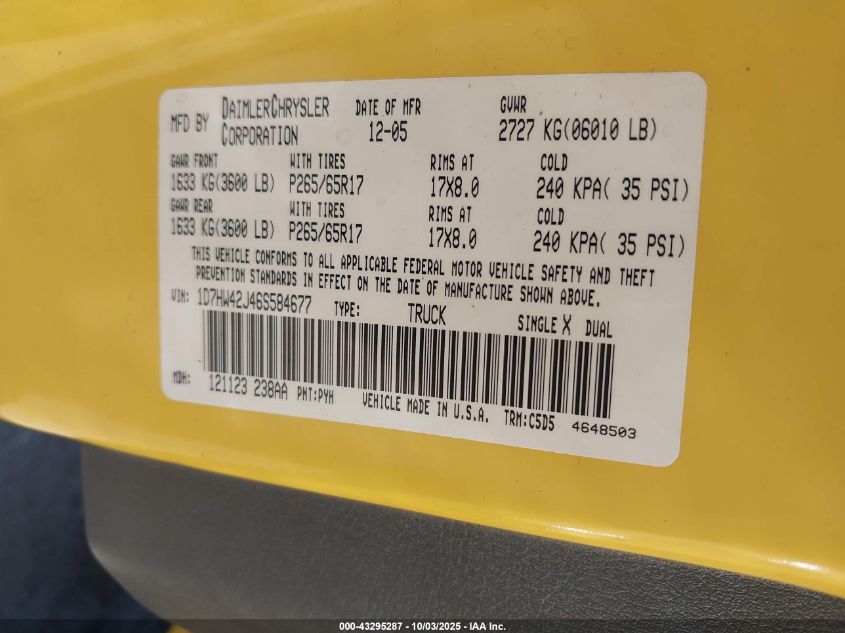 MFD BY DAIMLERCHRYSLER CORPORATION DATE OF MFR 12-05 GVWR 2727 KG(06010 LB)
GAWR FRONT WITH TIRES RIMS AT COLD
1633 KG(3600 LB) P265/65R17 17X8.0 240 KPA( 35 PSI)
GAWR REAR WITH TIRES RIMS AT COLD
1633 KG(3600 LB) P265/65R17 17X8.0 240 KPA( 35 PSI)
THIS VEHICLE CONFORMS TO ALL APPLICABLE FEDERAL MOTOR VEHICLE SAFETY AND THEFT
PREVENTION STANDARDS IN EFFECT ON THE DATE OF MANUFACTURE SHOWN ABOVE.
VIN: 1D7HW42J46S584677 TYPE: TRUCK SINGLE X DUAL
MDH: 121123 238AA PNT:PYH VEHICLE MADE IN U.S.A. TRM:C5D5 4648503
000-43295287 - 10/03/2025 - IAA Inc.